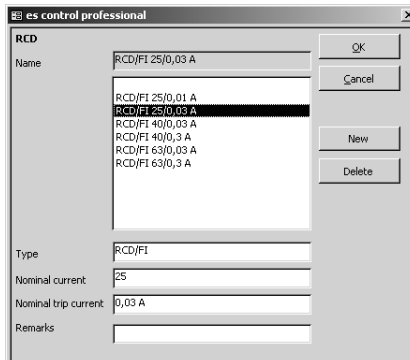 es control professional
RCD
Name
RCD/FI 25/0,03 A
RCD/FI 25/0,01 A
RCD/FI 25/0,03 A
RCD/FI 40/0,03 A
RCD/FI 40/0,3 A
RCD/FI 63/0,03 A
RCD/FI 63/0,3 A
OK
Cancel
New
Delete
Type
RCD/FI
Nominal current
25
Nominal trip current
0,03 A
Remarks